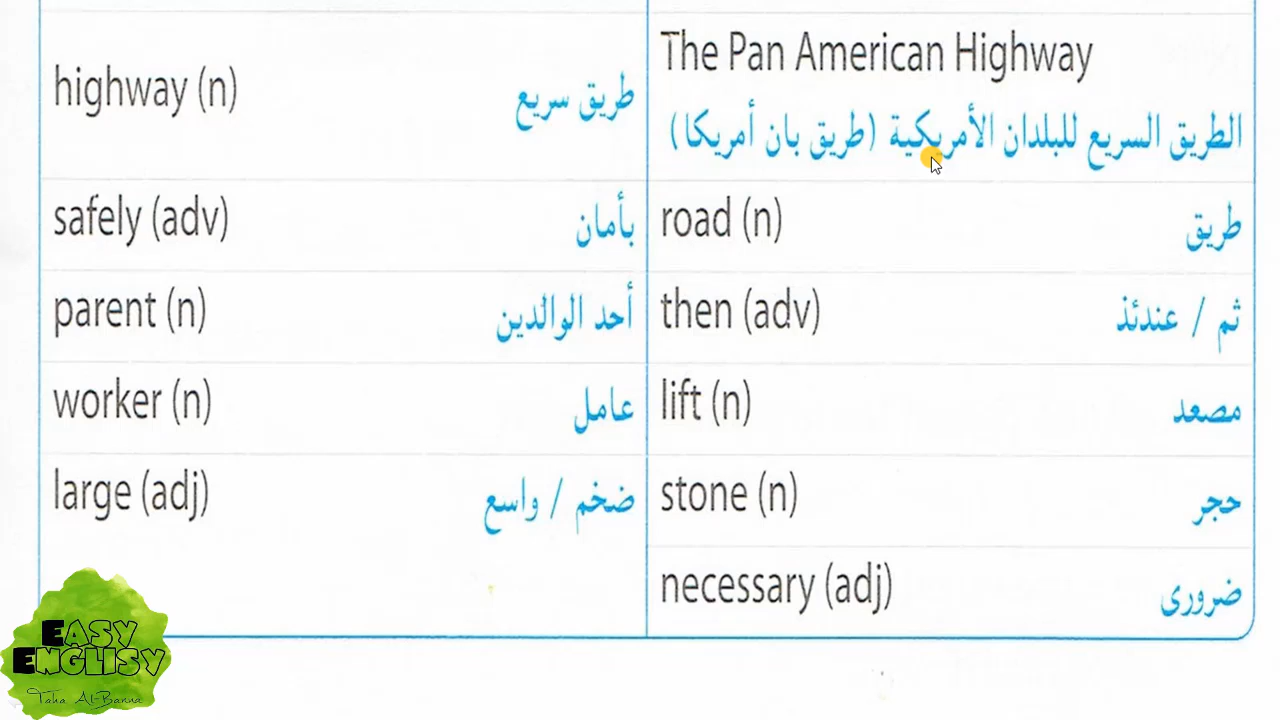 highway (n) طريق سريع
The Pan American Highway
الطريق السريع للبلدان الأمريكية (طريق بان أمريكا)
safely (adv) بأمان
road (n) طريق
parent (n) أحد الوالدين
then (adv) ثم / عندئذ
worker (n) عامل
lift (n) مصعد
large (adj) ضخم / واسع
stone (n) حجر
necessary (adj) ضرورى
EASY
ENGLISY
Taha Al-Banna